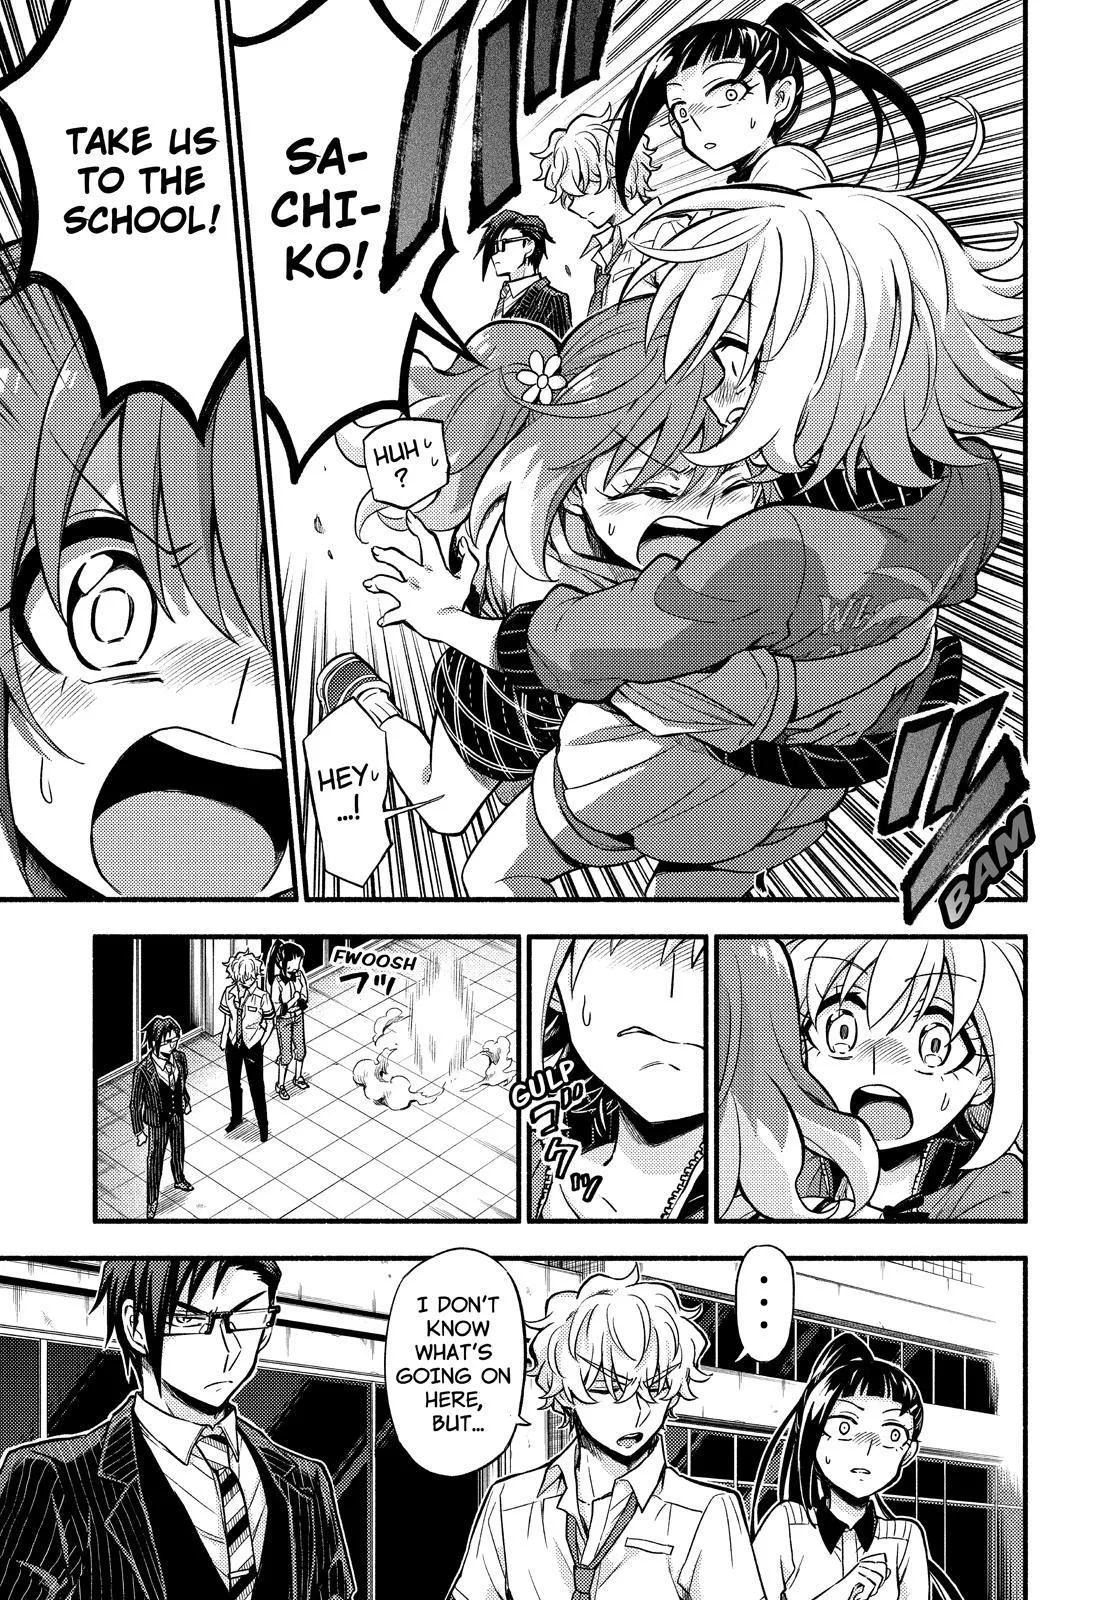 SA-
CHI-
KO!
HUH
?
HEY
...!
BAM
TAKE US
TO THE
SCHOOL!
GULP
ゴクッ
FWOOSH
フッ
...
I DON'T
KNOW
WHAT'S
GOING ON
HERE,
BUT...